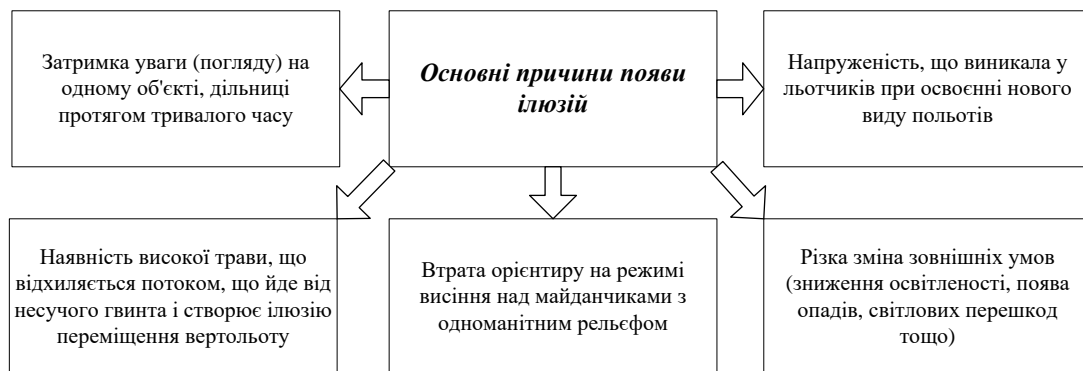 Затримка уваги (погляду) на
одному об'єкті, дільниці
протягом тривалого часу
Основні причини появи
ілюзій
Напруженість, що виникала у
льотчиків при освоєнні нового
виду польотів
Наявність високої трави, що
відхиляється потоком, що йде від
несучого гвинта і створює ілюзію
переміщення вертольоту
Втрата орієнтиру на режимі
висіння над майданчиками з
одноманітним рельєфом
Різка зміна зовнішніх умов
(зниження освітленості, поява
опадів, світлових перешкод
тощо)